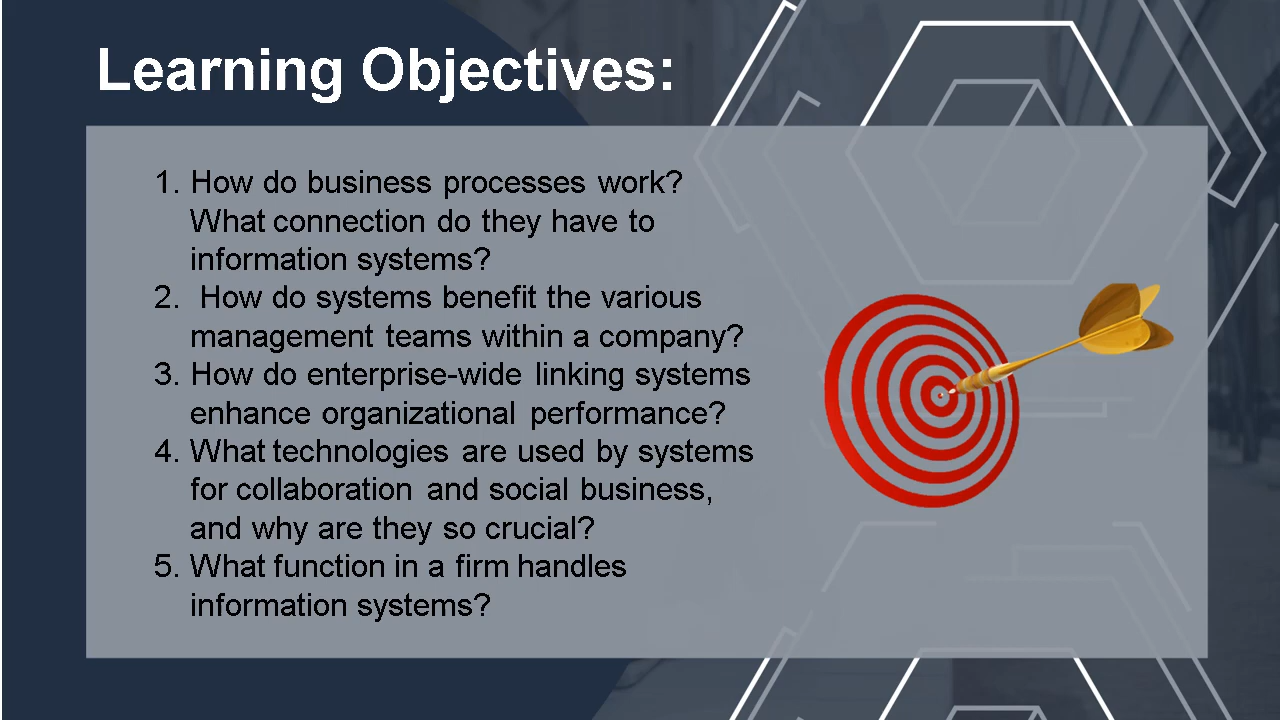 Learning Objectives:
1. How do business processes work?
What connection do they have to
information systems?
2. How do systems benefit the various
management teams within a company?
3. How do enterprise-wide linking systems
enhance organizational performance?
4. What technologies are used by systems
for collaboration and social business,
and why are they so crucial?
5. What function in a firm handles
information systems?